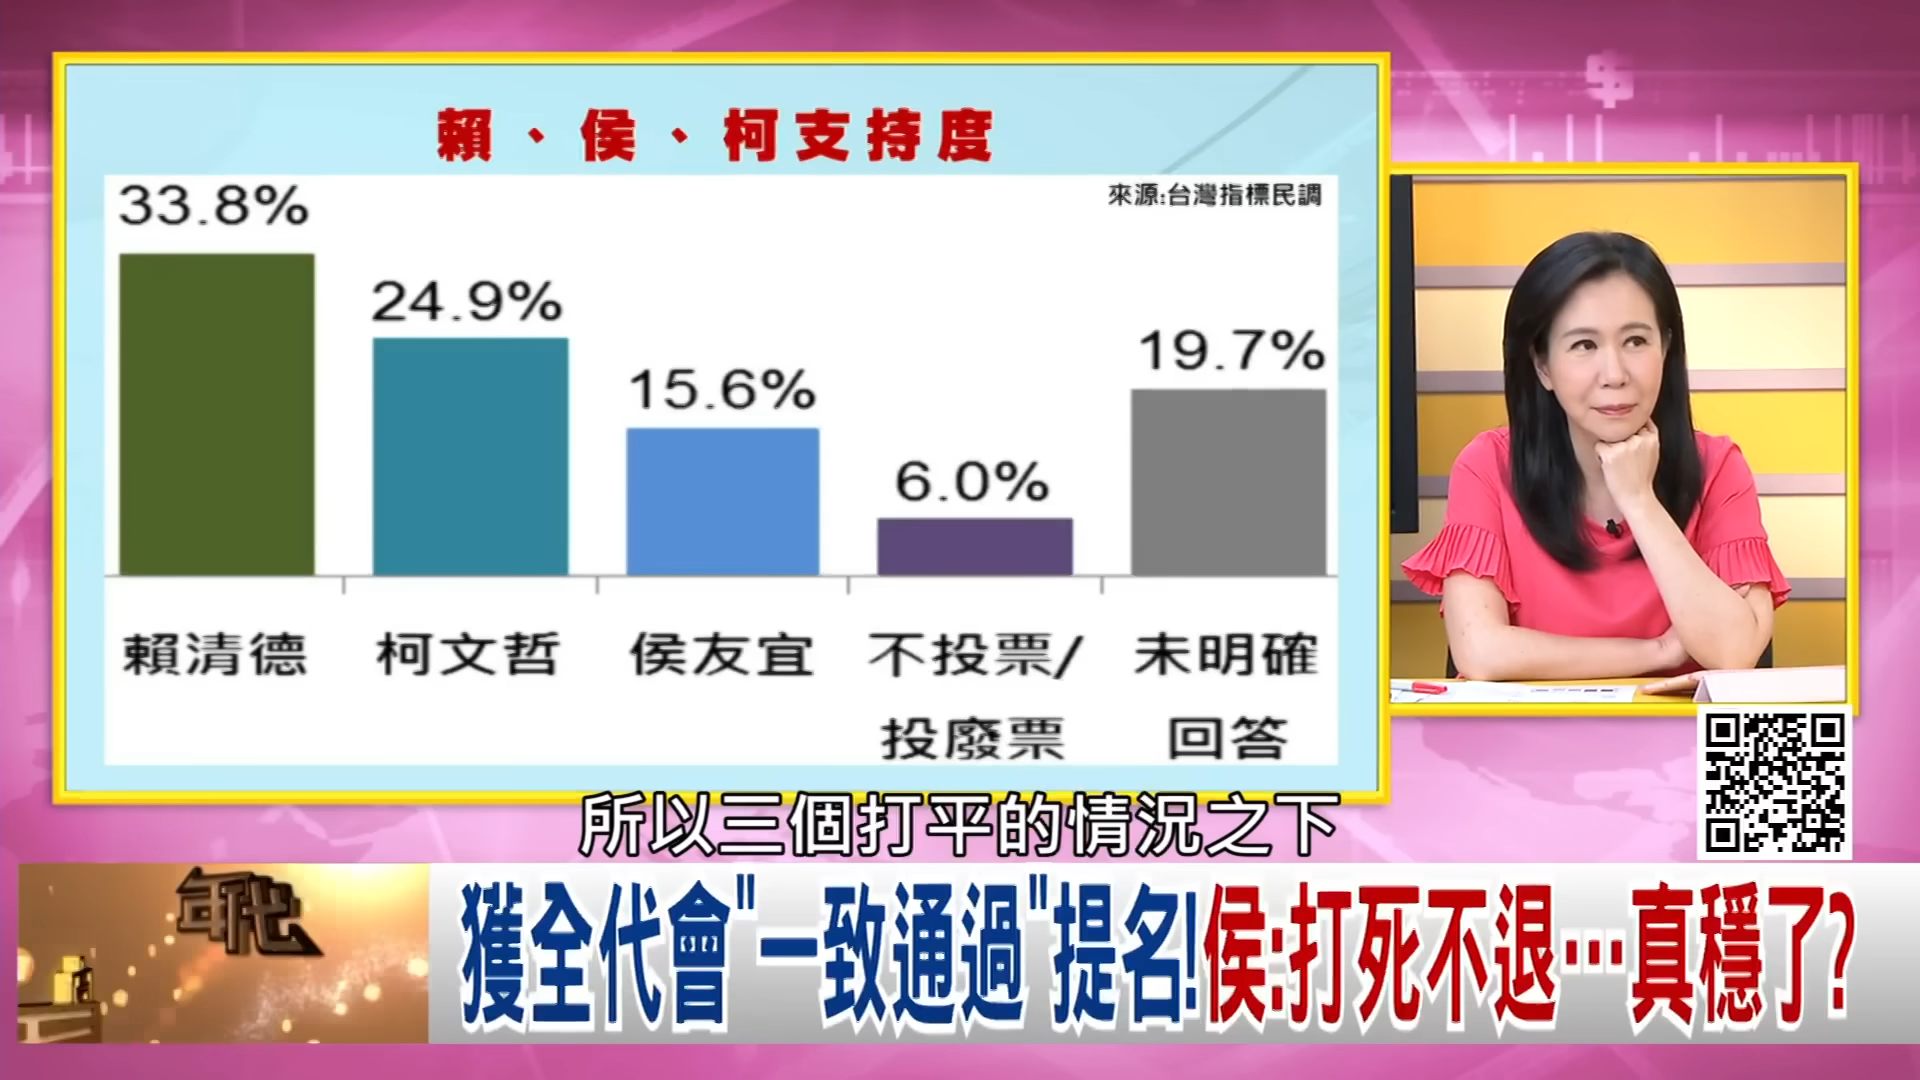 賴、侯、柯支持度
來源:台灣指標民調
33.8%
24.9%
15.6%
6.0%
19.7%
賴清德
柯文哲
侯友宜
不投票/
投廢票
未明確
回答
所以三個打平的情況之下
年代
獲全代會"一致通過"提名!侯:打死不退…真穩了?